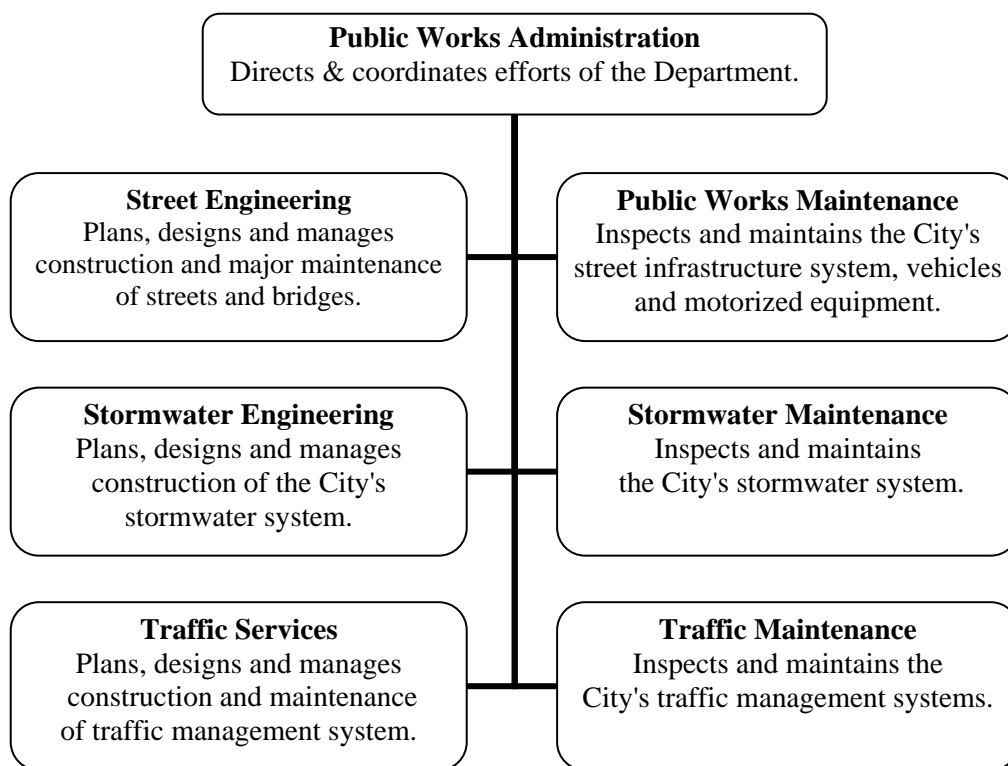 Public Works Administration
Directs & coordinates efforts of the Department.
Street Engineering
Plans, designs and manages
construction and major maintenance
of streets and bridges.
Public Works Maintenance
Inspects and maintains the City's
street infrastructure system, vehicles
and motorized equipment.
Stormwater Engineering
Plans, designs and manages
construction of the City's
stormwater system.
Stormwater Maintenance
Inspects and maintains
the City's stormwater system.
Traffic Services
Plans, designs and manages
construction and maintenance
of traffic management system.
Traffic Maintenance
Inspects and maintains the
City's traffic management systems.